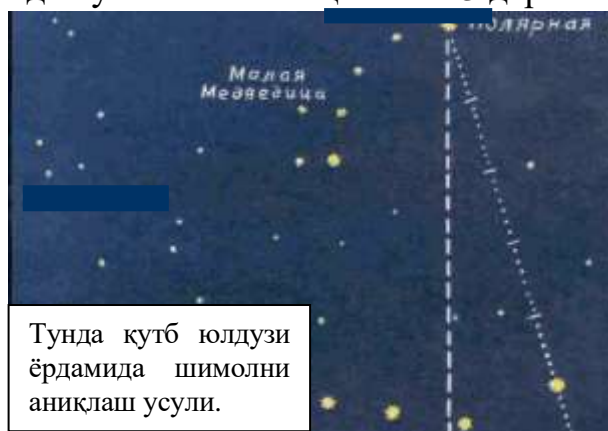 Полярная
Малая
Медведица
Тунда қутб юлдузи
ёрдамида шимолни
аниқлаш усули.